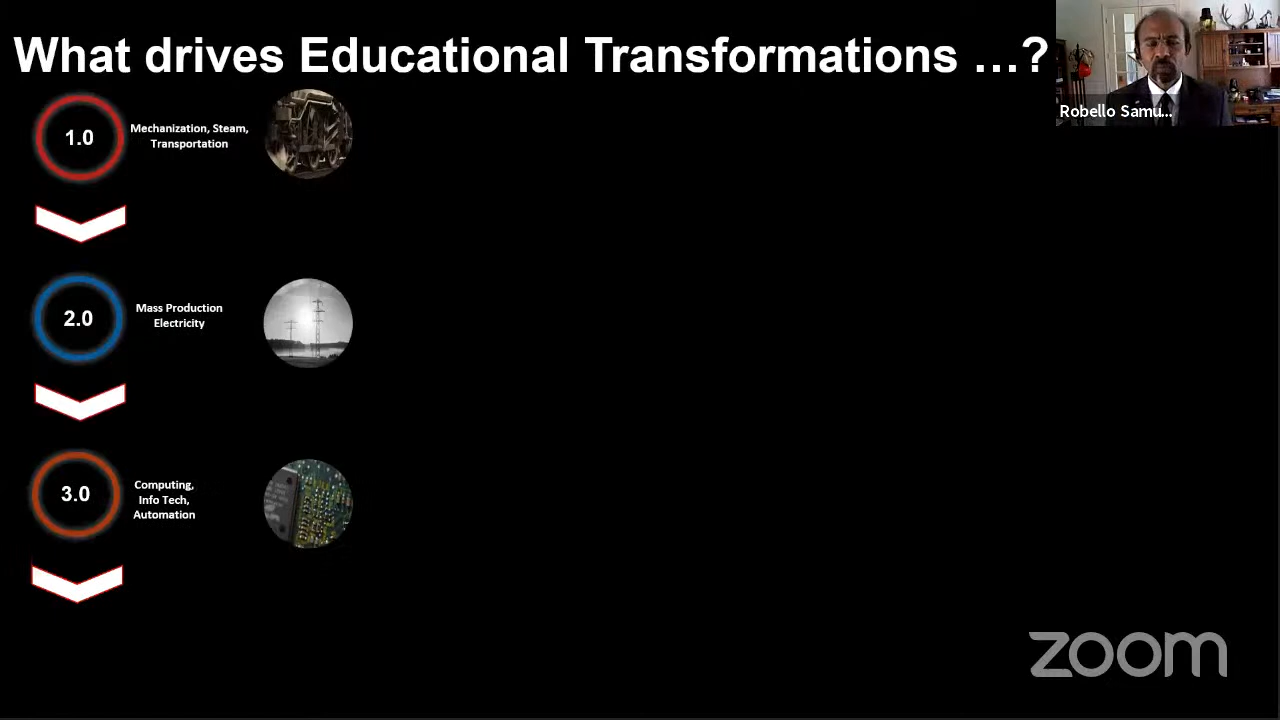 What drives Educational Transformations ...?
Robello Samu...
1.0
Mechanization, Steam,
Transportation
2.0
Mass Production
Electricity
3.0
Computing,
Info Tech,
Automation
zoom